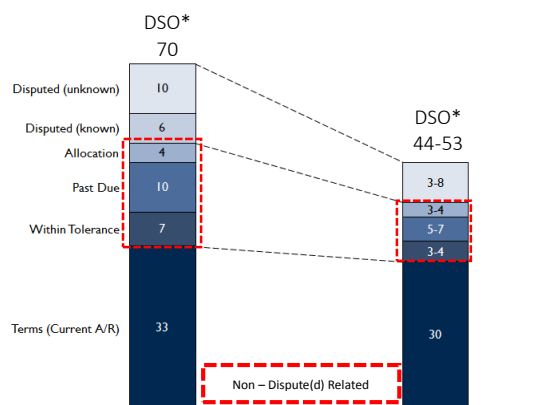 DSO*
70
Disputed (unknown)
10
Disputed (known)
6
Allocation
4
Past Due
10
Within Tolerance
7
Terms (Current A/R)
33
DSO*
44-53
3-8
3-4
5-7
3-4
30
Non – Dispute(d) Related